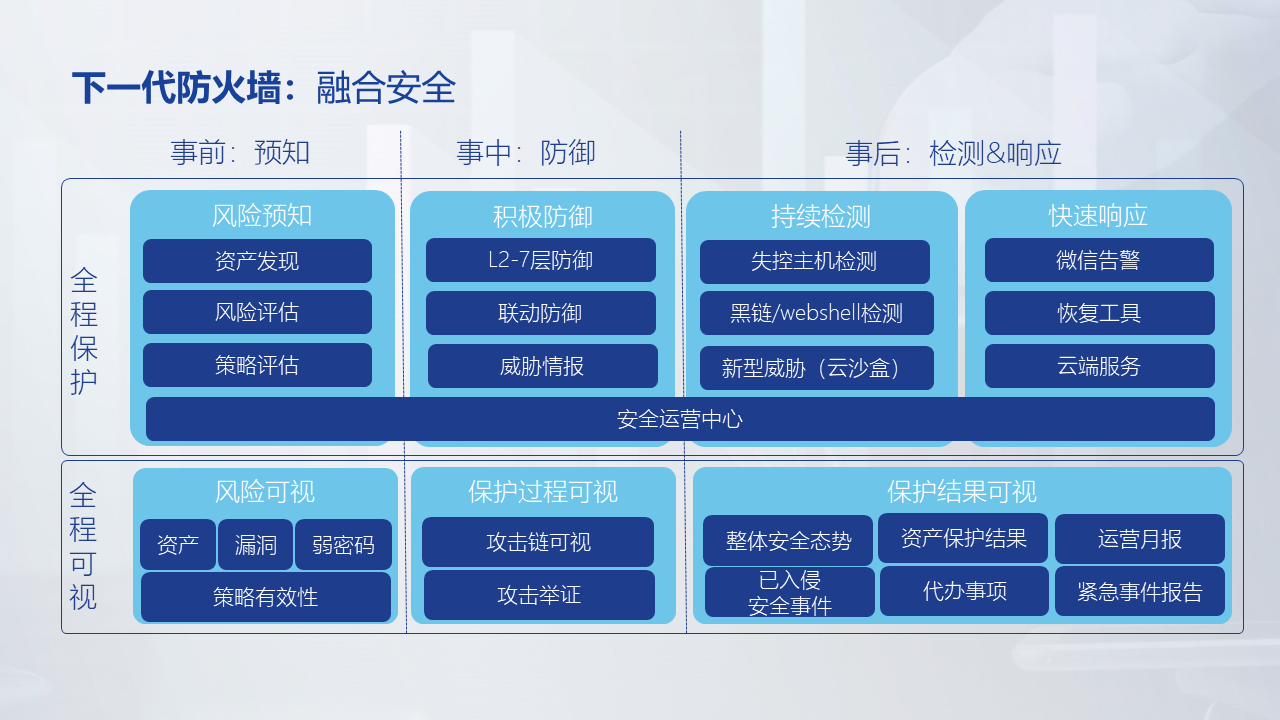 下一代防火墙：融合安全
事前：预知
事中：防御
事后：检测&响应
全程保护
风险预知
资产发现
风险评估
策略评估
积极防御
L2-7层防御
联动防御
威胁情报
持续检测
失控主机检测
黑链/webshell检测
新型威胁（云沙盒）
快速响应
微信告警
恢复工具
云端服务
安全运营中心
全程可视
风险可视
资产
漏洞
弱密码
策略有效性
保护过程可视
攻击链可视
攻击举证
保护结果可视
整体安全态势
资产保护结果
运营月报
已入侵
安全事件
代办事项
紧急事件报告